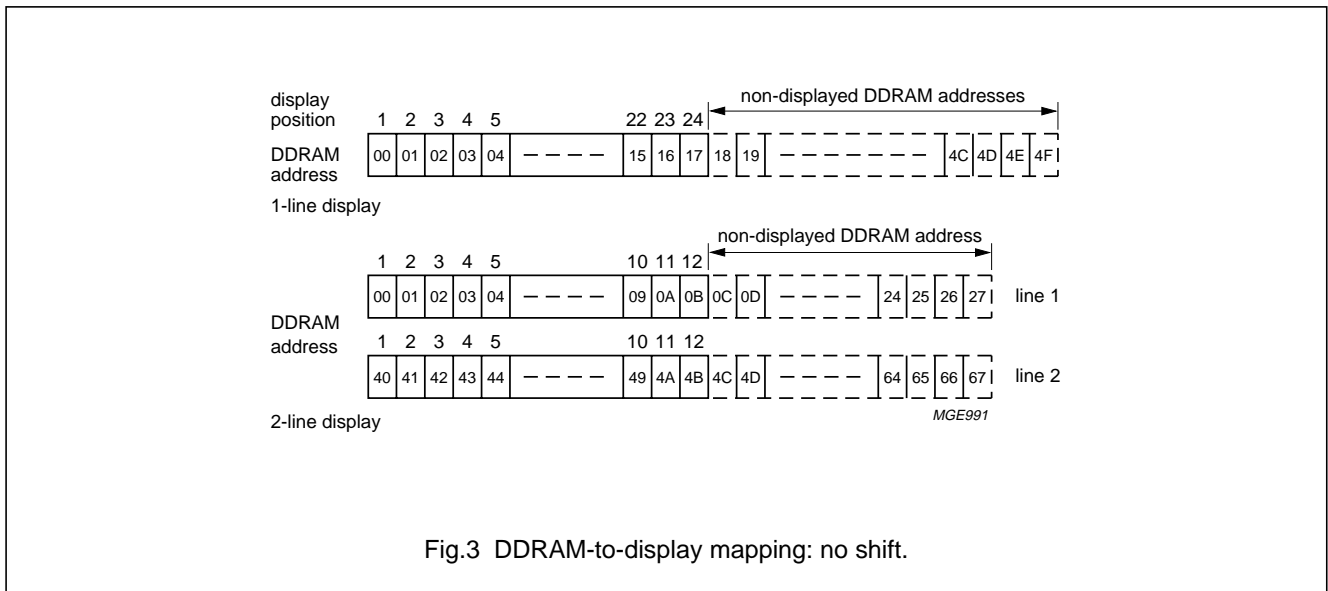 display
position
non-displayed DDRAM addresses
1 2 3 4 5 22 23 24
DDRAM
address
00 01 02 03 04 15 16 17 18 19 4C 4D 4E 4F
1-line display
non-displayed DDRAM address
1 2 3 4 5 10 11 12
00 01 02 03 04 09 0A 0B 0C 0D 24 25 26 27 line 1
DDRAM
address
1 2 3 4 5 10 11 12
40 41 42 43 44 49 4A 4B 4C 4D 64 65 66 67 line 2
MGE991
2-line display
Fig.3 DDRAM-to-display mapping: no shift.